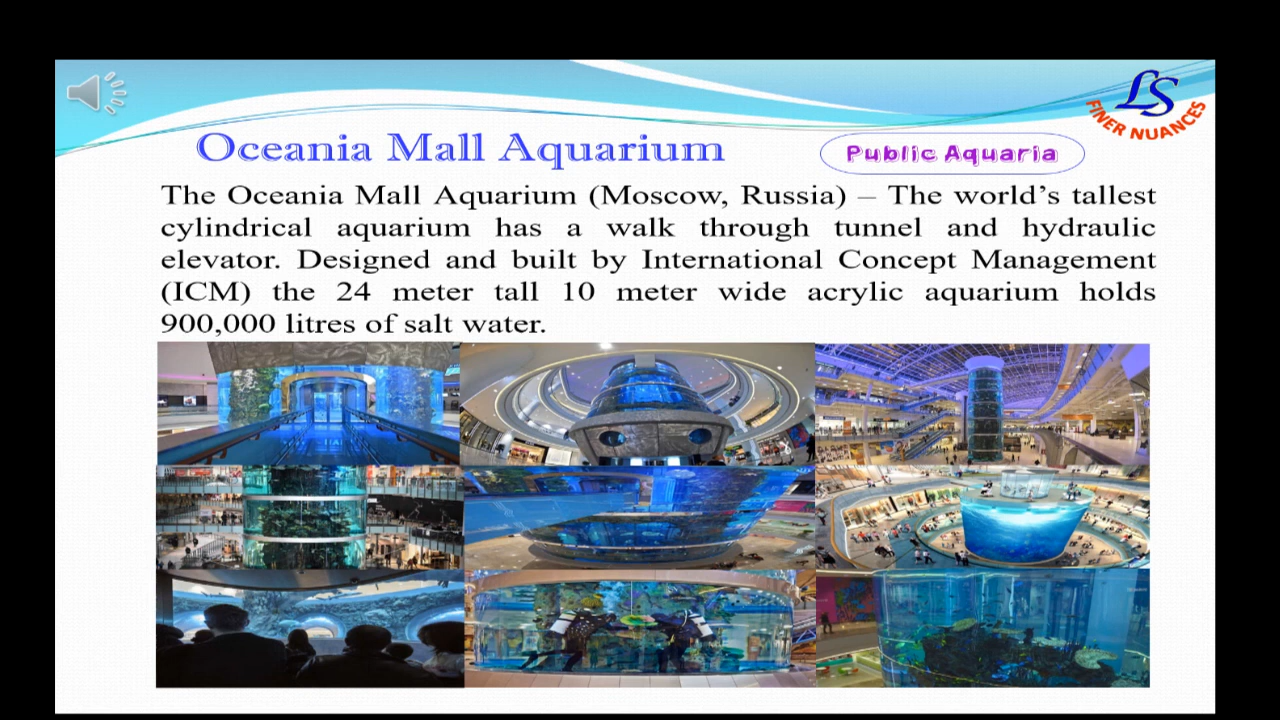 LS
FINER NUANCES
Oceania Mall Aquarium
Public Aquaria
The Oceania Mall Aquarium (Moscow, Russia) – The world’s tallest
cylindrical aquarium has a walk through tunnel and hydraulic
elevator. Designed and built by International Concept Management
(ICM) the 24 meter tall 10 meter wide acrylic aquarium holds
900,000 litres of salt water.